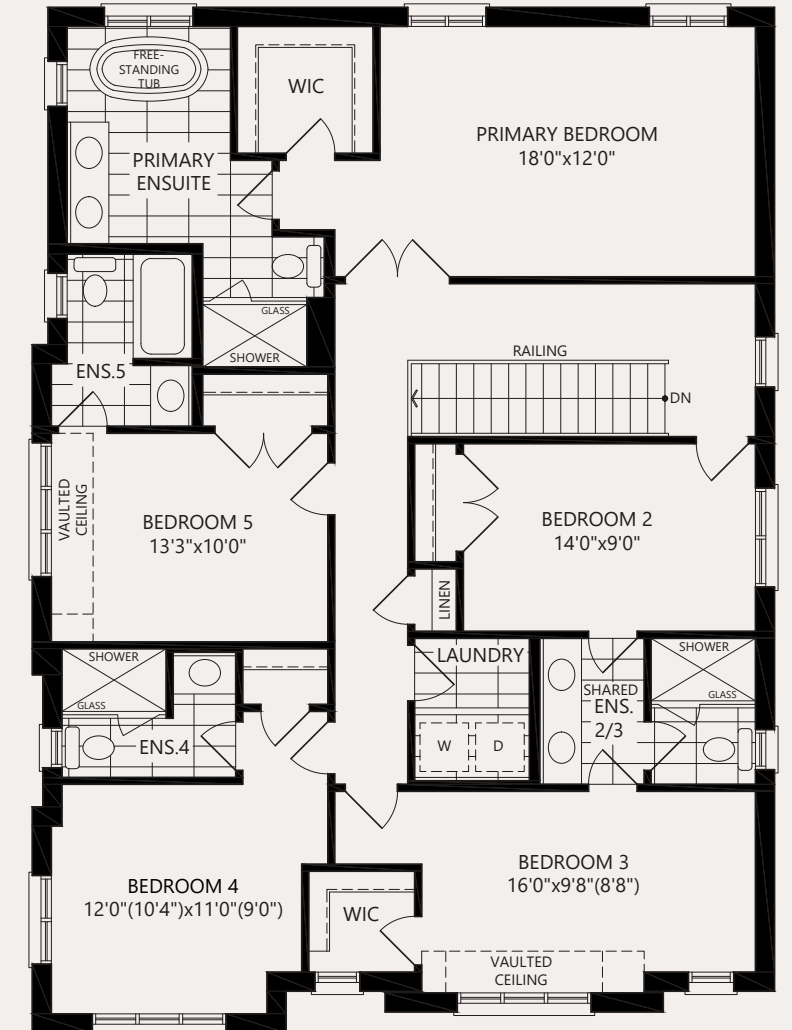 FREE-
STANDING
TUB
WIC
PRIMARY BEDROOM
18'0"x12'0"
PRIMARY
ENSUITE
GLASS
SHOWER
RAILING
DN
ENS.5
VAULTED
CEILING
BEDROOM 5
13'3"x10'0"
BEDROOM 2
14'0"x9'0"
LINEN
SHOWER
GLASS
ENS.4
LAUNDRY
W
D
SHARED
ENS.
2/3
SHOWER
GLASS
BEDROOM 4
12'0"(10'4")x11'0"(9'0")
BEDROOM 3
16'0"x9'8"(8'8")
WIC
VAULTED
CEILING